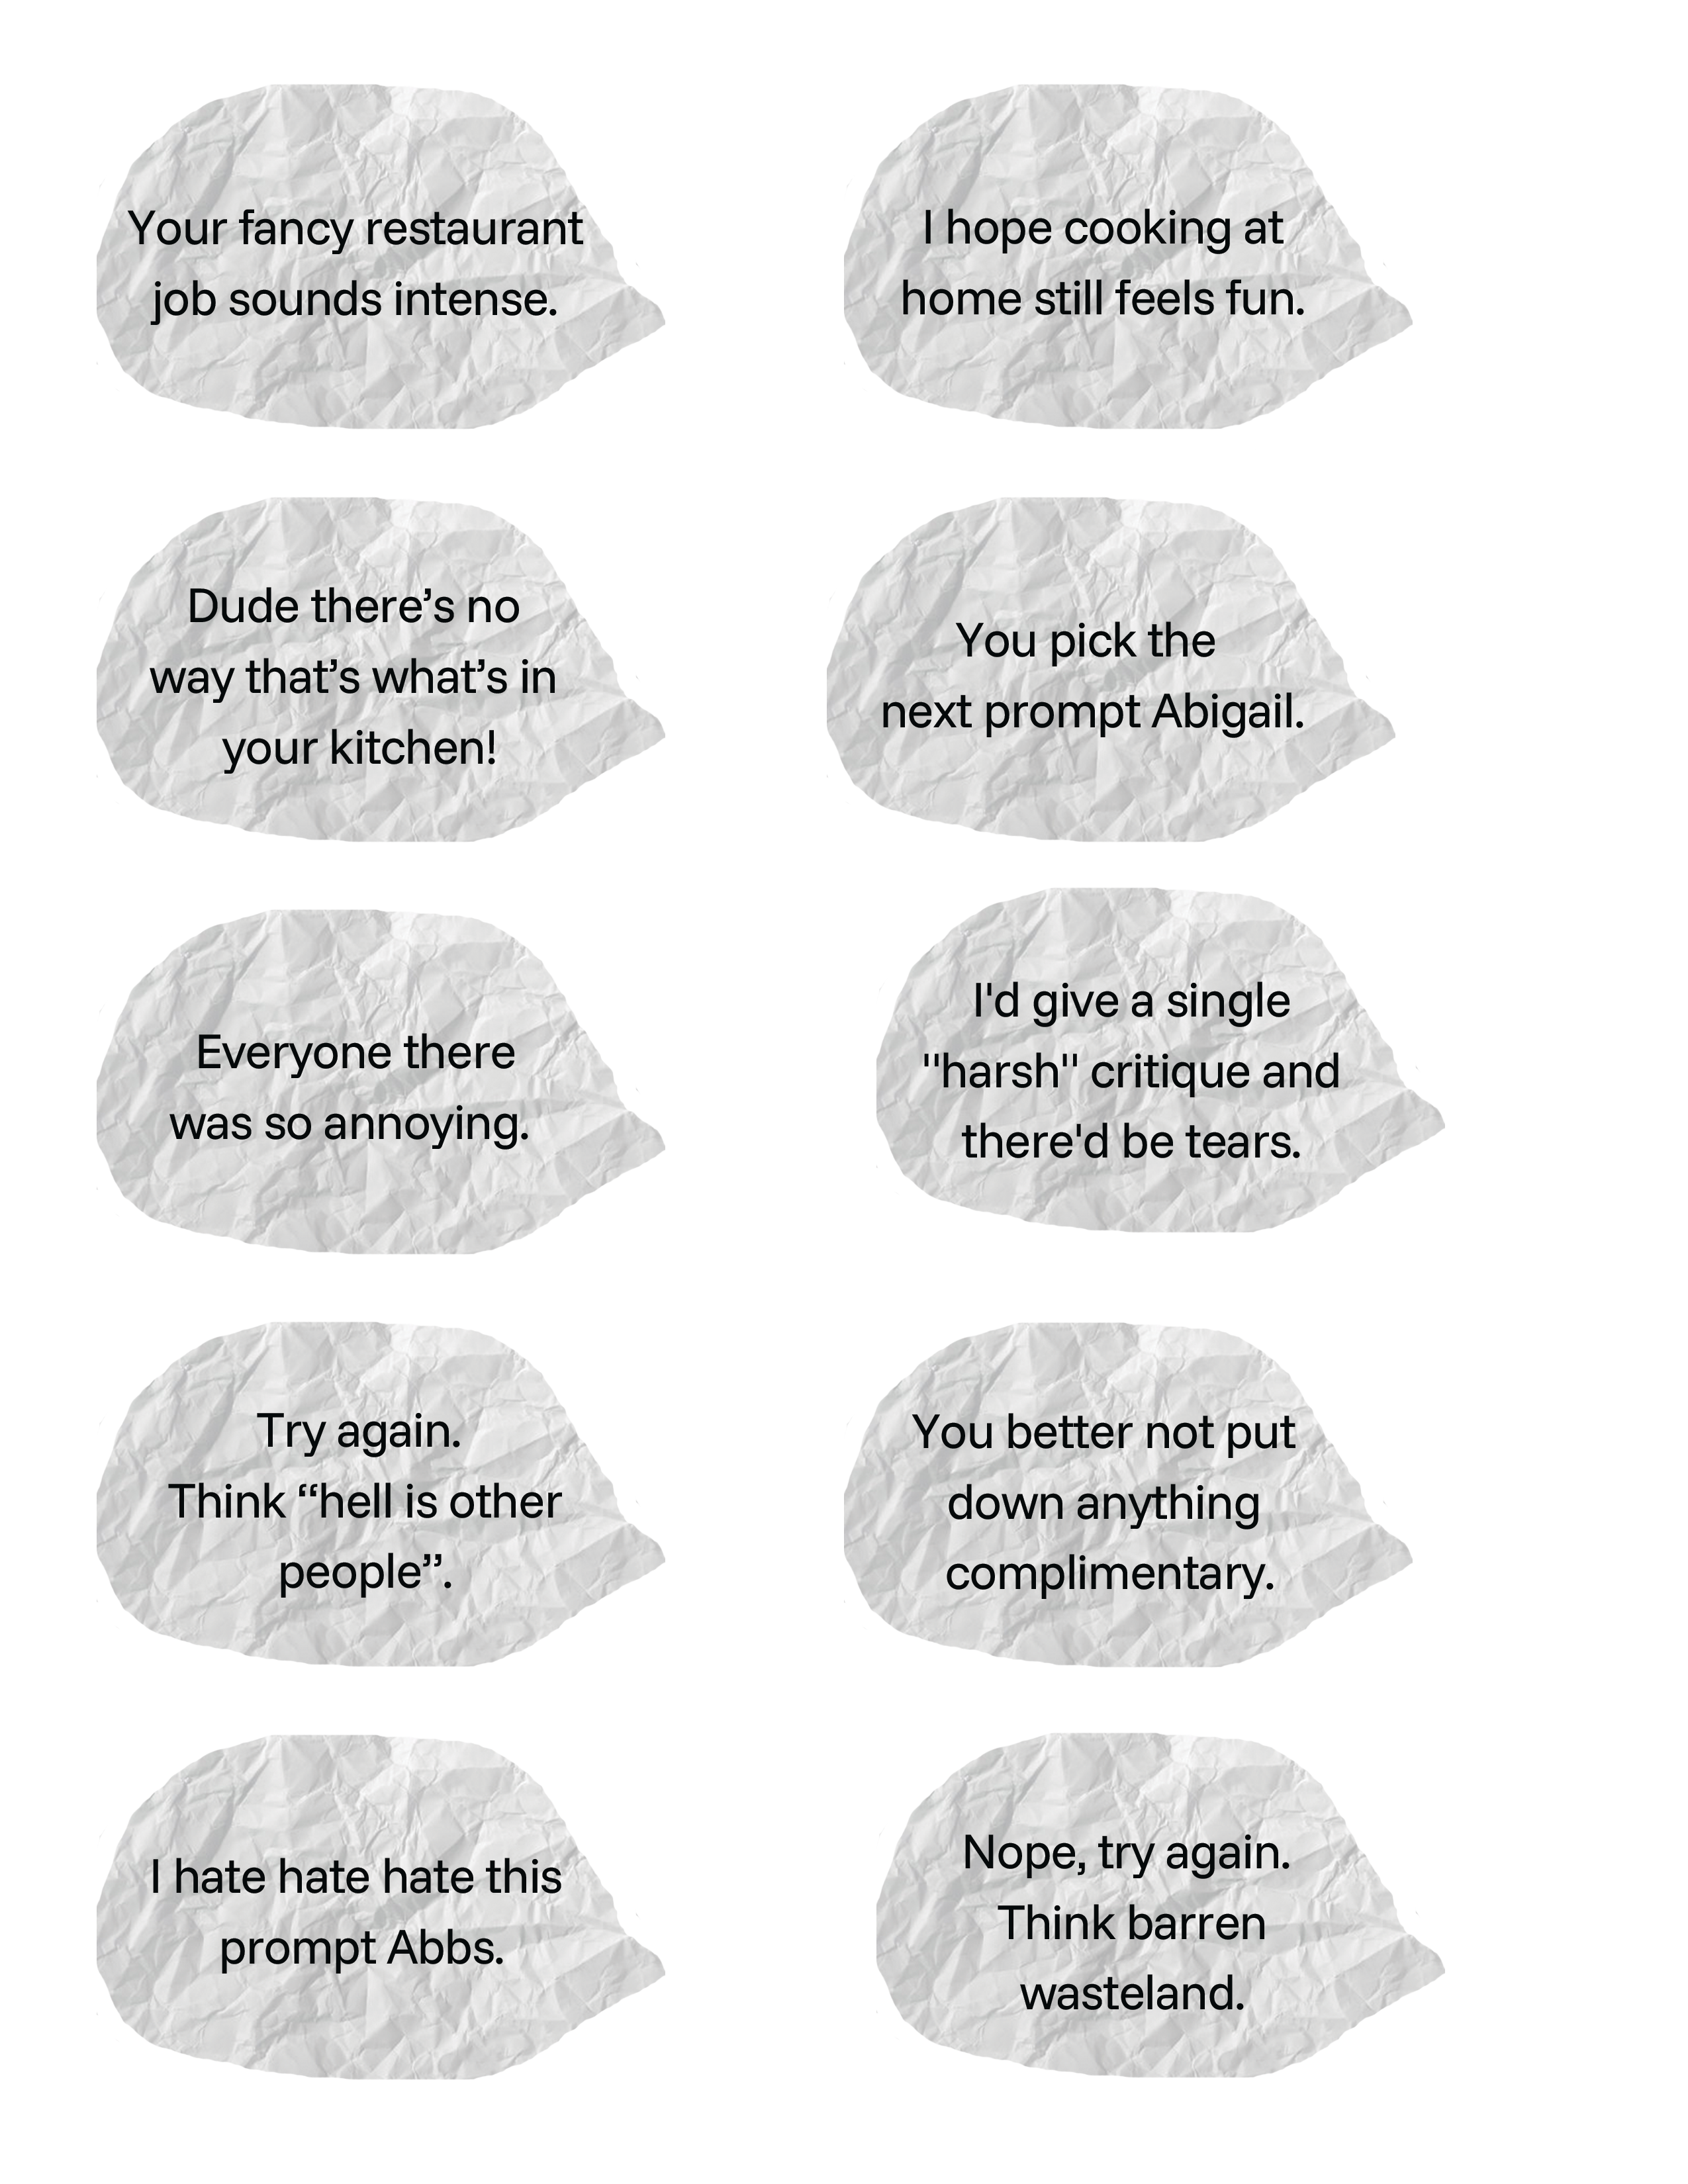 Your fancy restaurant
job sounds intense.
I hope cooking at
home still feels fun.
Dude there’s no
way that’s what’s in
your kitchen!
You pick the
next prompt Abigail.
Everyone there
was so annoying.
I'd give a single
"harsh" critique and
there'd be tears.
Try again.
Think “hell is other
people”.
You better not put
down anything
complimentary.
I hate hate hate this
prompt Abbs.
Nope, try again.
Think barren
wasteland.